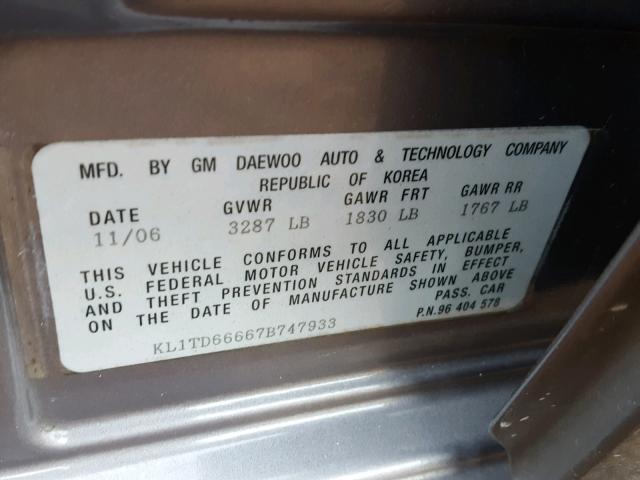 MFD. BY GM DAEWOO AUTO & TECHNOLOGY COMPANY
REPUBLIC OF KOREA
DATE GVWR GAWR FRT GAWR RR
11/06 3287 LB 1830 LB 1767 LB
THIS VEHICLE CONFORMS TO ALL APPLICABLE
U.S. FEDERAL MOTOR VEHICLE SAFETY, BUMPER,
AND THEFT PREVENTION STANDARDS IN EFFECT
ON THE DATE OF MANUFACTURE SHOWN ABOVE
PASS. CAR
P.N.96 404 578
KL1TD66667B747933